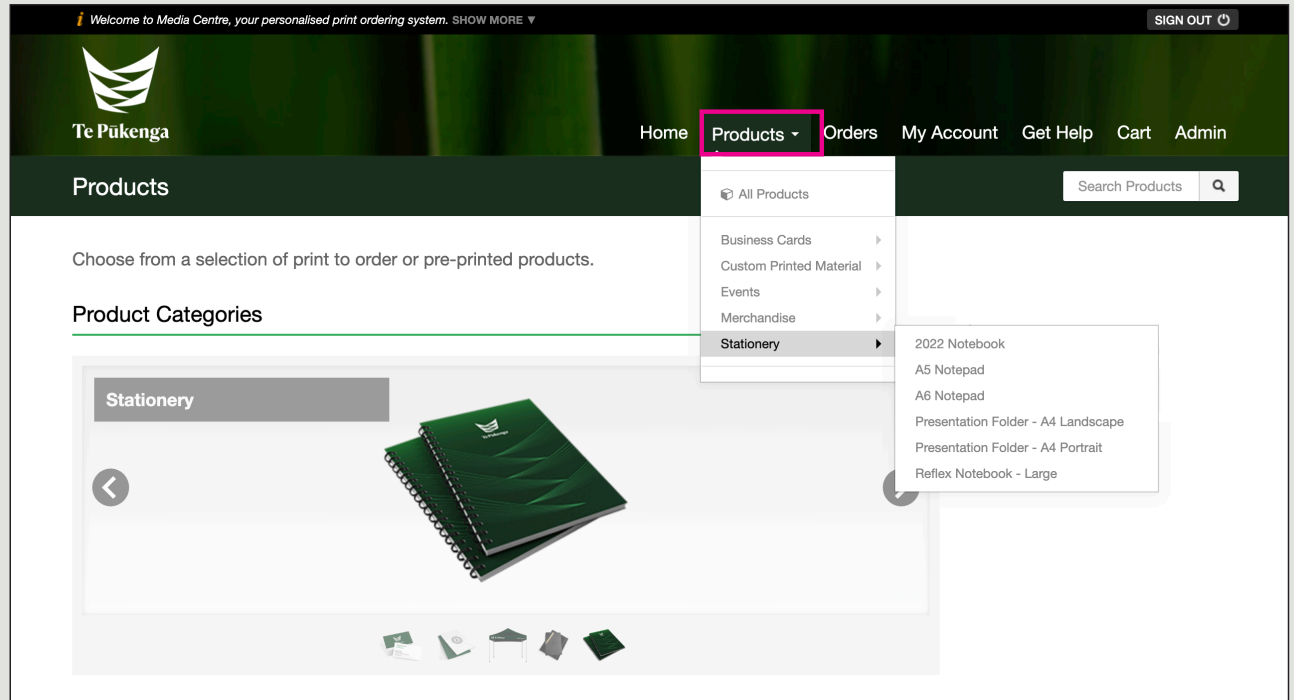 i Welcome to Media Centre, your personalised print ordering system. SHOW MORE ▼
SIGN OUT
Te Pūkenga
Home Products Orders My Account Get Help Cart Admin
Products
Search Products
All Products
Business Cards
Custom Printed Material
Events
Merchandise
Stationery
2022 Notebook
A5 Notepad
A6 Notepad
Presentation Folder - A4 Landscape
Presentation Folder - A4 Portrait
Reflex Notebook - Large
Choose from a selection of print to order or pre-printed products.
Product Categories
Stationery
Te Pūkenga